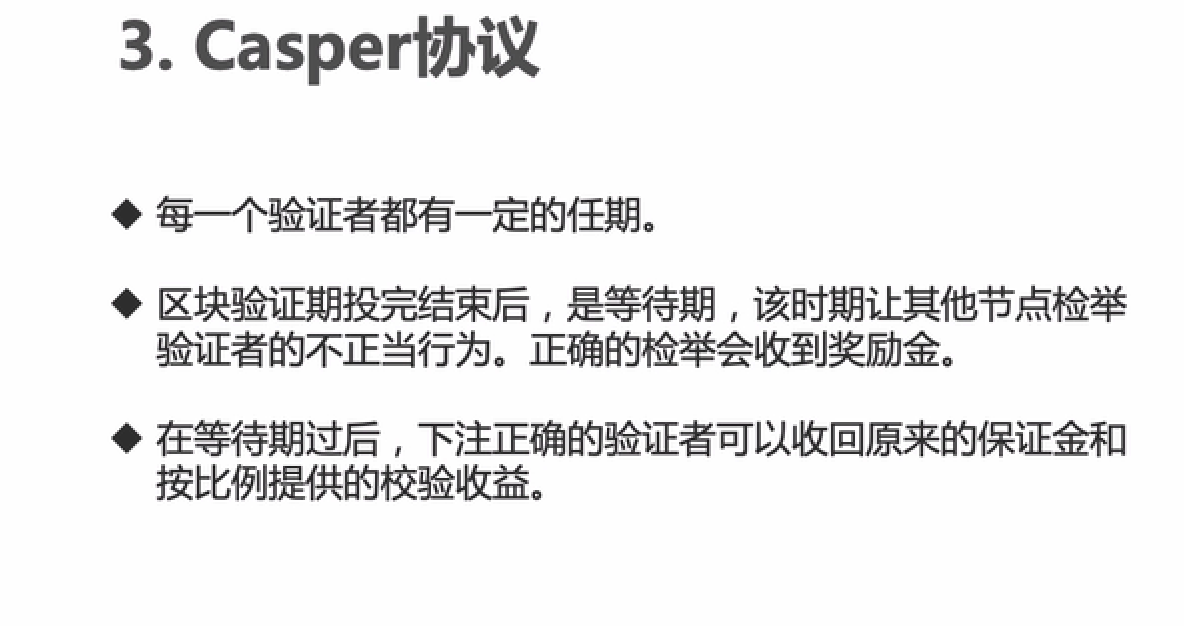 3. Casper协议
◆ 每一个验证者都有一定的任期。
◆ 区块验证期投完结束后，是等待期，该时期让其他节点检举
验证者的不正当行为。正确的检举会收到奖励金。
◆ 在等待期过后，下注正确的验证者可以收回原来的保证金和
按比例提供的校验收益。